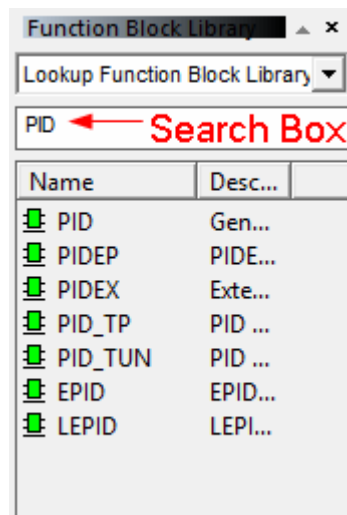 Function Block Library
Lookup Function Block Library
PID Search Box
Name Desc...
PID Gen...
PIDEP PIDE...
PIDEX Exte...
PID_TP PID ...
PID_TUN PID ...
EPID EPID...
LEPID LEPI...